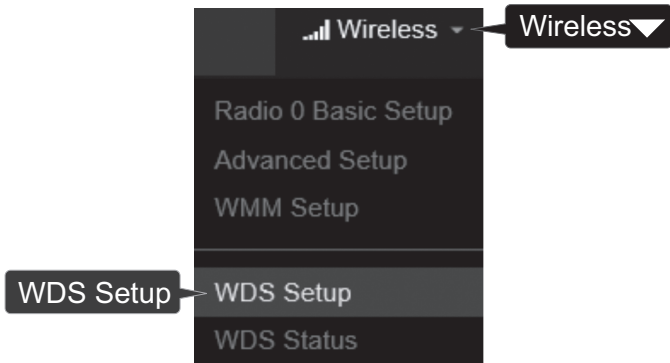 Wireless
Wireless
Radio 0 Basic Setup
Advanced Setup
WMM Setup
WDS Setup
WDS Setup
WDS Status